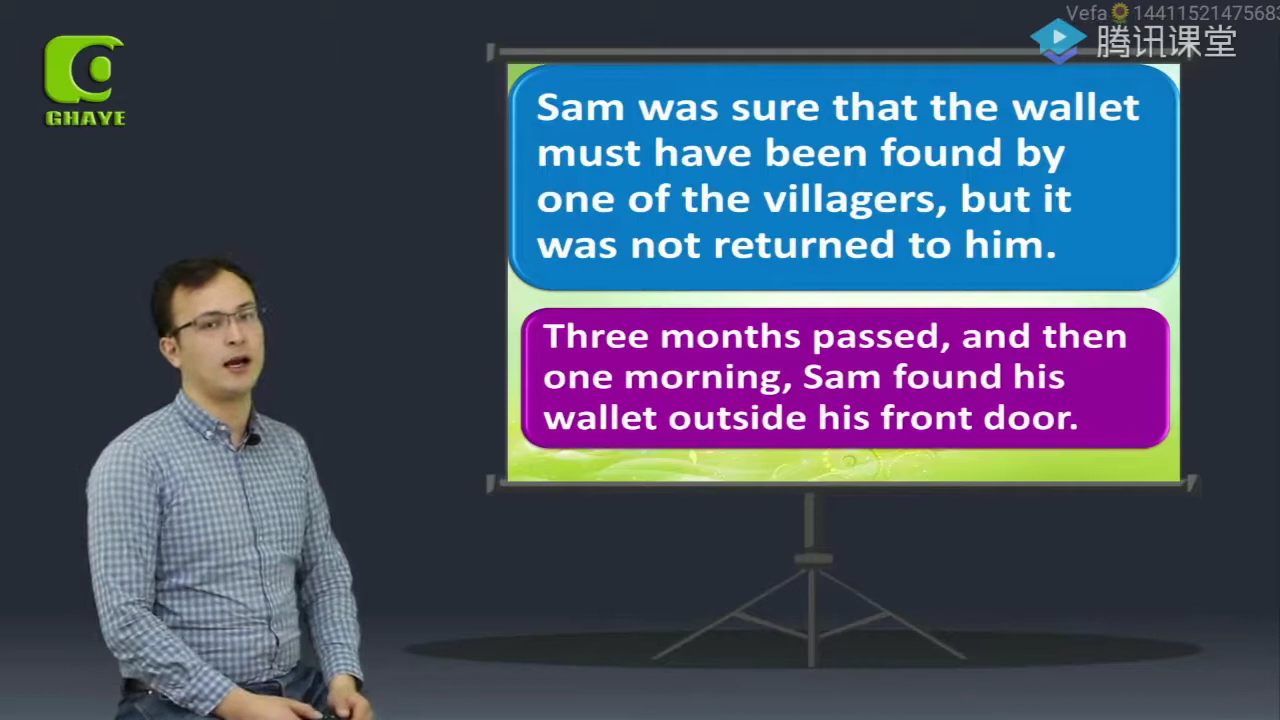 Vefa 14411521475683
腾讯课堂
GHAYE
Sam was sure that the wallet
must have been found by
one of the villagers, but it
was not returned to him.
Three months passed, and then
one morning, Sam found his
wallet outside his front door.